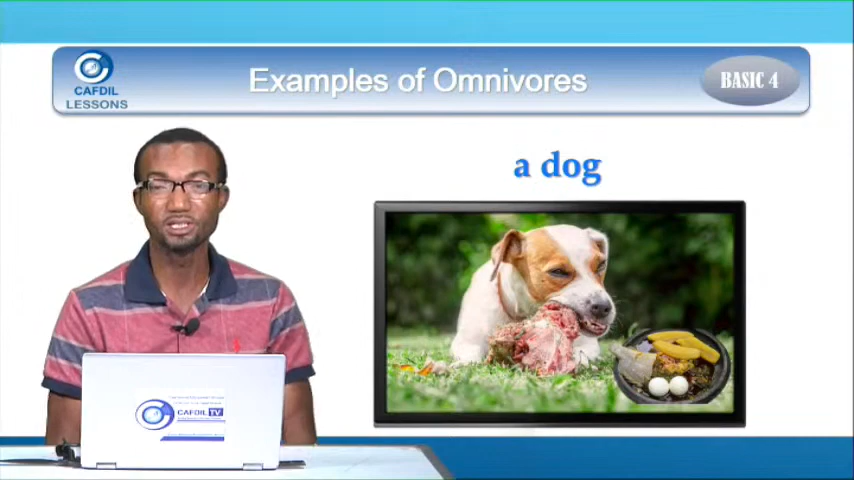 Examples of Omnivores
BASIC 4
CAFDIL
LESSONS
a dog
CAFDIL TV